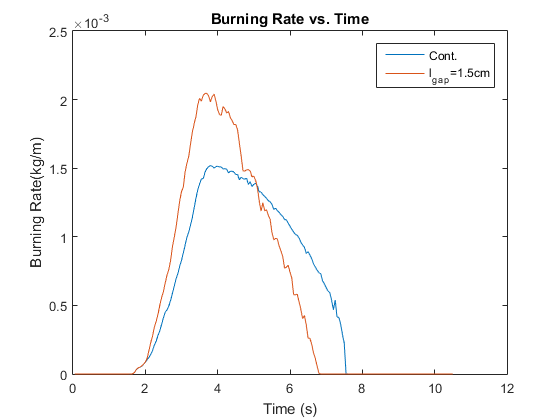 Burning Rate vs. Time
×10-3
2.5
2
1.5
1
0.5
0
0 2 4 6 8 10 12
Burning Rate(kg/m)
Time (s)
Cont.
lgap=1.5cm